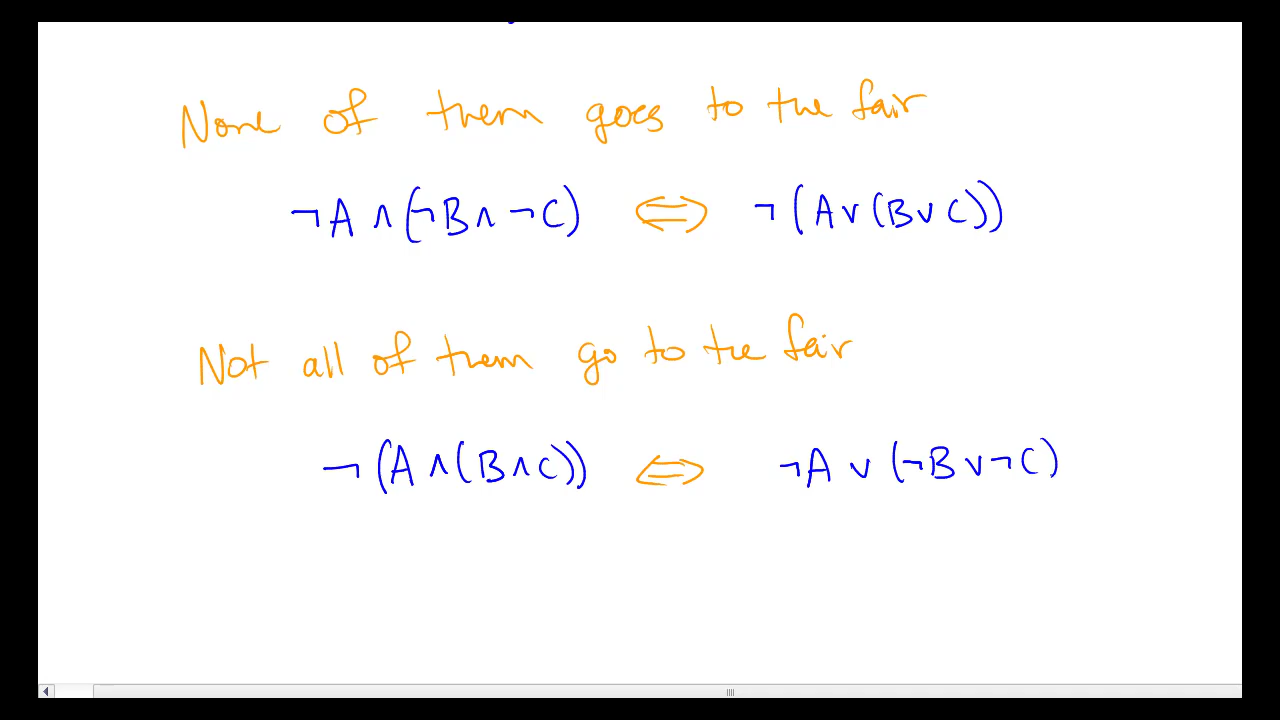 None of them goes to the fair
¬A ∧ (¬B ∧ ¬C) ⇔ ¬(A ∨ (B ∨ C))
Not all of them go to the fair
¬(A ∧ (B ∧ C)) ⇔ ¬A ∨ (¬B ∨ ¬C)